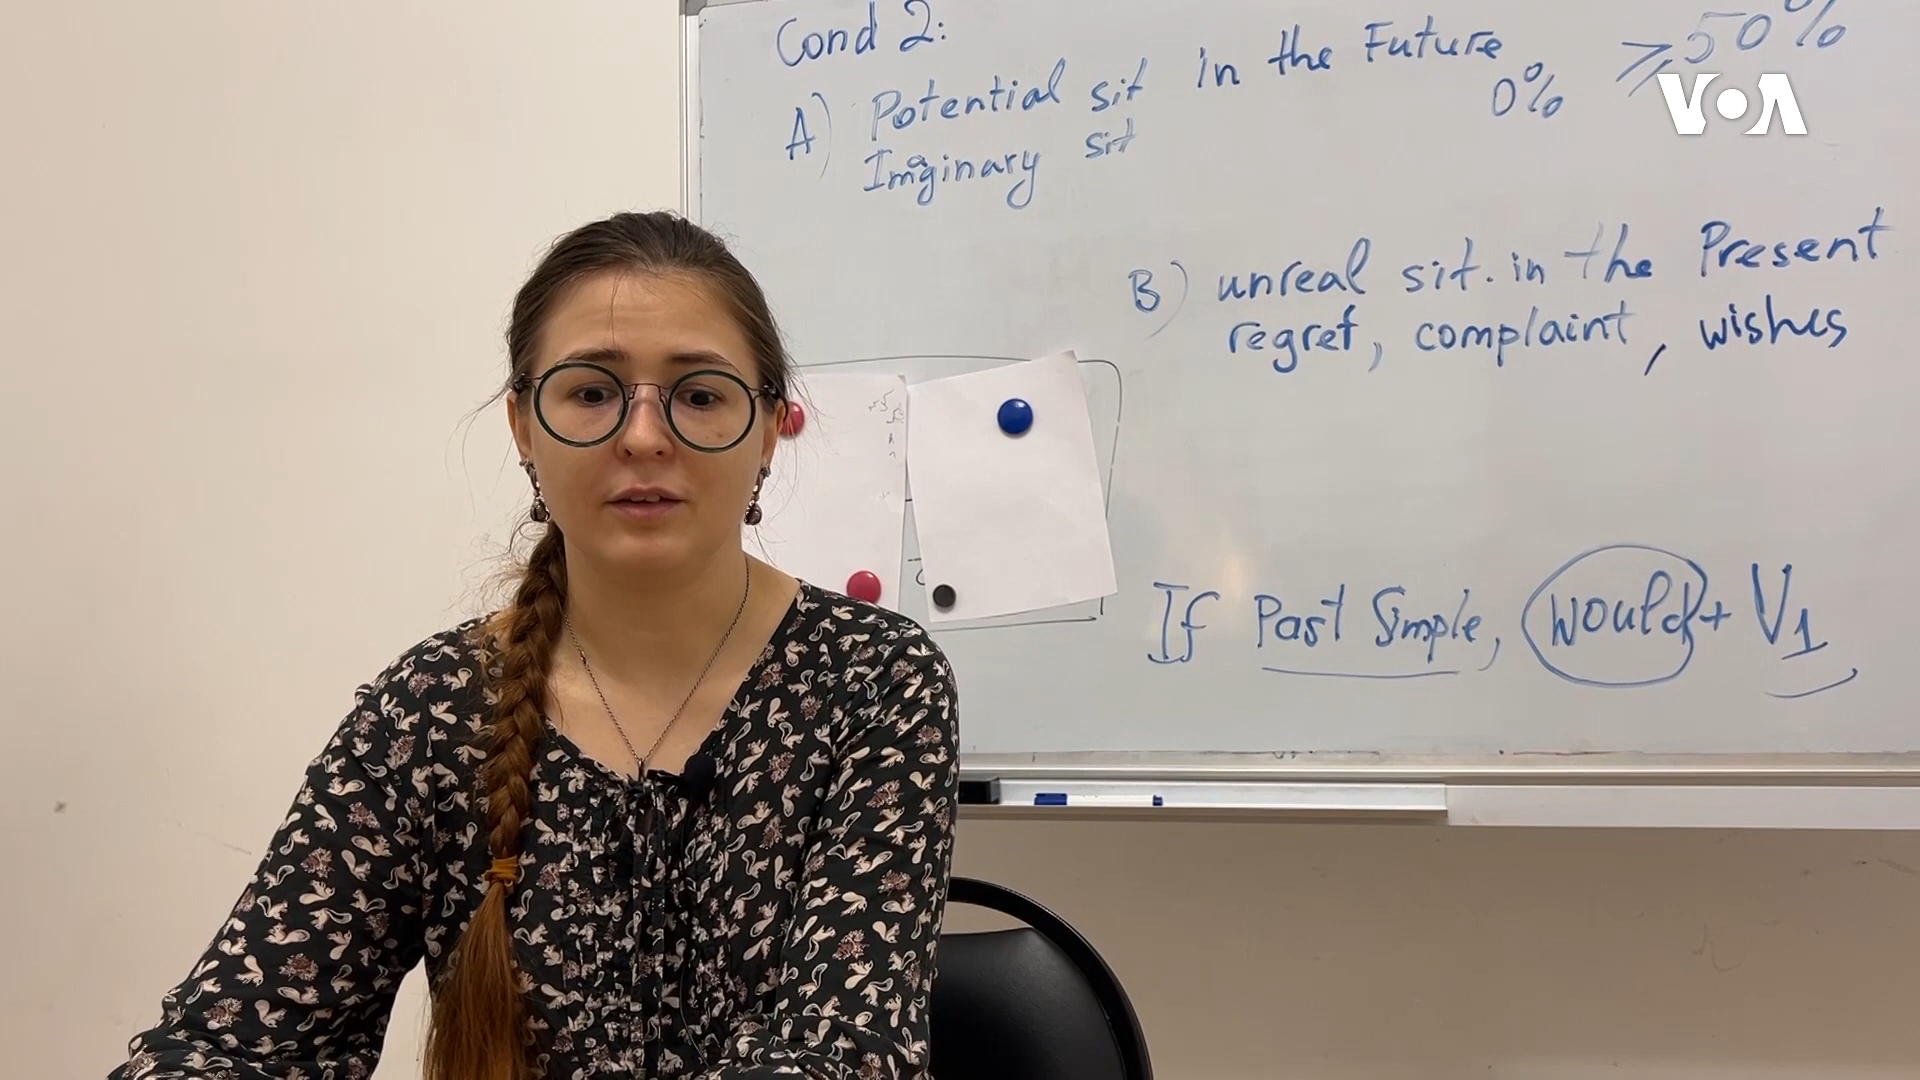 Cond 2:
A) Potential sit in the Future
0% ⩾50%
Imaginary sit
VOA
B) unreal sit. in the Present
regret, complaint, wishes
If Past Simple, would + V1